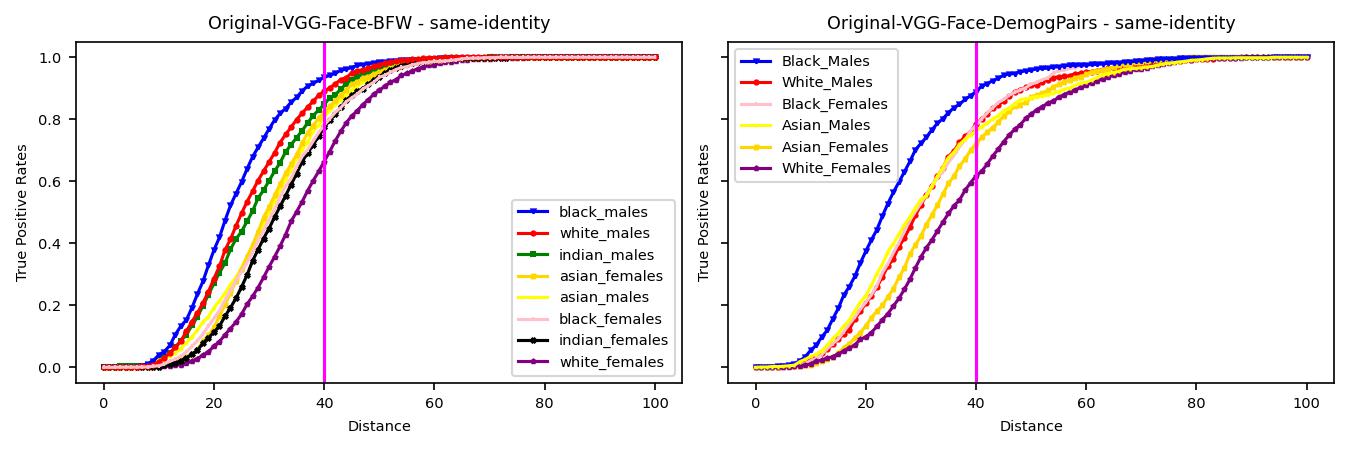 Original-VGG-Face-BFW - same-identity
True Positive Rates
1.0
0.8
0.6
0.4
0.2
0.0
black_males
white_males
indian_males
asian_females
asian_males
black_females
indian_females
white_females
0 20 40 60 80 100
Distance
Original-VGG-Face-DemogPairs - same-identity
True Positive Rates
Black_Males
White_Males
Black_Females
Asian_Males
Asian_Females
White_Females
0 20 40 60 80 100
Distance